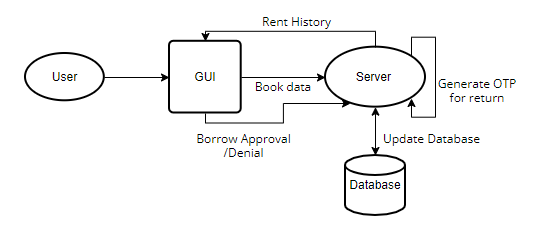 Rent History
User
GUI
Server
Book data
Generate OTP
for return
Borrow Approval
/Denial
Update Database
Database